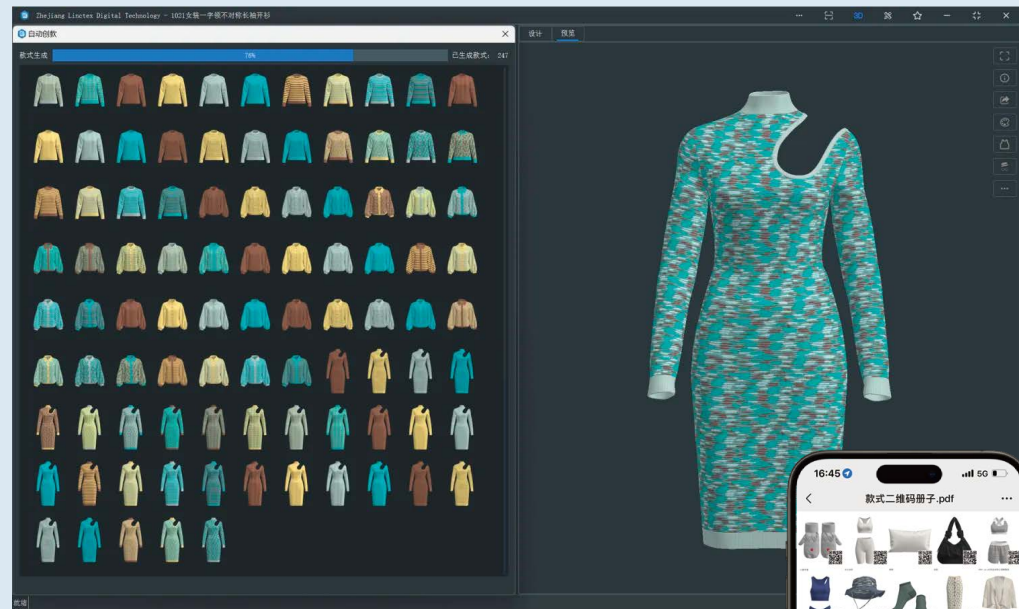 Zhejiang Linctex Digital Technology - 1021女装一字领不对称长袖开衫
自动创款
设计 预览
3D
款式生成 76% 已生成款式: 247
16:45 5G
款式二维码册子.pdf
就绪